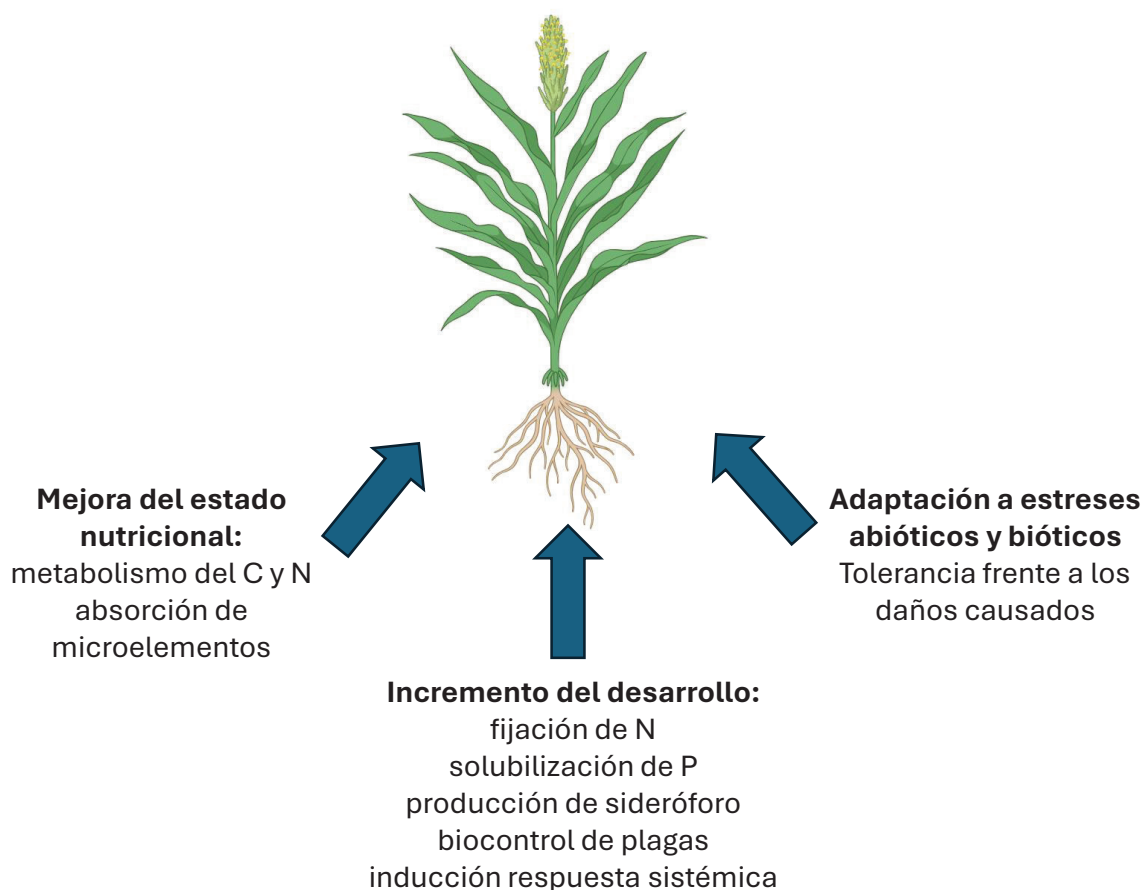 Mejora del estado
nutricional:
metabolismo del C y N
absorción de
microelementos
Incremento del desarrollo:
fijación de N
solubilización de P
producción de sideróforo
biocontrol de plagas
inducción respuesta sistémica
Adaptación a estreses
abióticos y bióticos
Tolerancia frente a los
daños causados